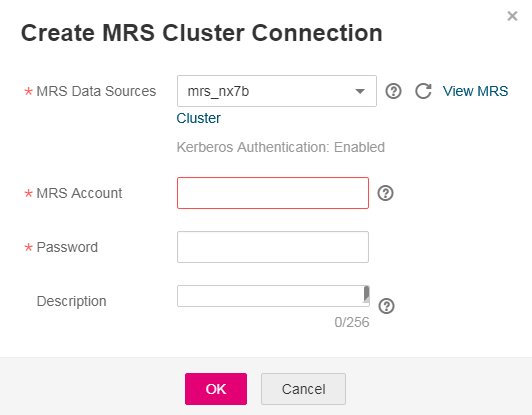 Create MRS Cluster Connection
* MRS Data Sources mrs_nx7b View MRS
Cluster
Kerberos Authentication: Enabled
* MRS Account
* Password
Description
0/256
OK Cancel